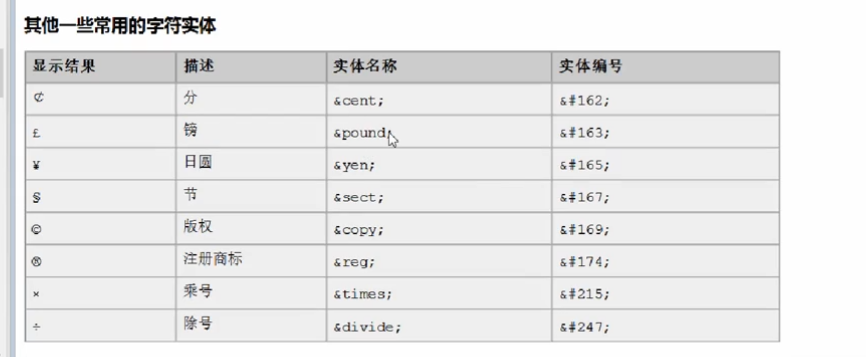 其他一些常用的字符实体
显示结果 描述 实体名称 实体编号
¢ 分 &cent; &#162;
£ 镑 &pound; &#163;
¥ 日圆 &yen; &#165;
§ 节 &sect; &#167;
© 版权 &copy; &#169;
® 注册商标 &reg; &#174;
× 乘号 &times; &#215;
÷ 除号 &divide; &#247;